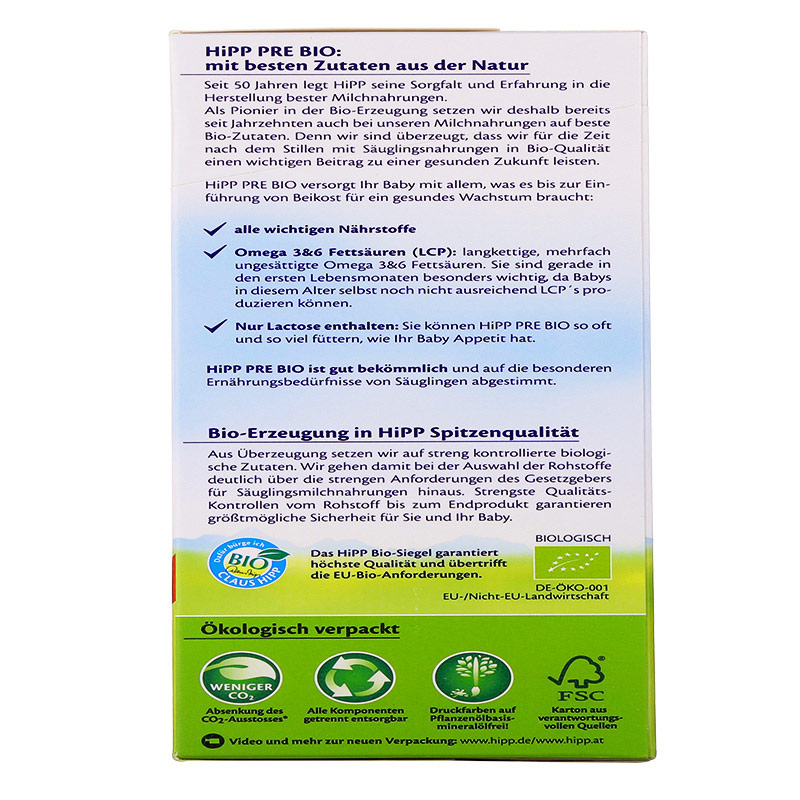 HiPP PRE BIO:
mit besten Zutaten aus der Natur
Seit 50 Jahren legt HiPP seine Sorgfalt und Erfahrung in die
Herstellung bester Milchnahrungen.
Als Pionier in der Bio-Erzeugung setzen wir deshalb bereits
seit Jahrzehnten auch bei unseren Milchnahrungen auf beste
Bio-Zutaten. Denn wir sind überzeugt, dass wir für die Zeit
nach dem Stillen mit Säuglingsnahrungen in Bio-Qualität
einen wichtigen Beitrag zu einer gesunden Zukunft leisten.
HiPP PRE BIO versorgt Ihr Baby mit allem, was es bis zur Ein-
führung von Beikost für ein gesundes Wachstum braucht:
alle wichtigen Nährstoffe
Omega 3&6 Fettsäuren (LCP): langkettige, mehrfach
ungesättigte Omega 3&6 Fettsäuren. Sie sind gerade in
den ersten Lebensmonaten besonders wichtig, da Babys
in diesem Alter selbst noch nicht ausreichend LCP´s pro-
duzieren können.
Nur Lactose enthalten: Sie können HiPP PRE BIO so oft
und so viel füttern, wie Ihr Baby Appetit hat.
HiPP PRE BIO ist gut bekömmlich und auf die besonderen
Ernährungsbedürfnisse von Säuglingen abgestimmt.
Bio-Erzeugung in HiPP Spitzenqualität
Aus Überzeugung setzen wir auf streng kontrollierte biologi-
sche Zutaten. Wir gehen damit bei der Auswahl der Rohstoffe
deutlich über die strengen Anforderungen des Gesetzgebers
für Säuglingsmilchnahrungen hinaus. Strengste Qualitäts-
Kontrollen vom Rohstoff bis zum Endprodukt garantieren
größtmögliche Sicherheit für Sie und Ihr Baby.
Dafür bürge ich
BIO
CLAUS HIPP
Das HiPP Bio-Siegel garantiert
höchste Qualität und übertrifft
die EU-Bio-Anforderungen.
BIOLOGISCH
DE-ÖKO-001
EU-/Nicht-EU-Landwirtschaft
Ökologisch verpackt
WENIGER
CO2
Absenkung des
CO2-Ausstosses*
Alle Komponenten
getrennt entsorgbar
Druckfarben auf
Pflanzenölbasis-
mineralölfrei!
FSC
Karton aus
verantwortungs-
vollen Quellen
Video und mehr zur neuen Verpackung: www.hipp.de/www.hipp.at